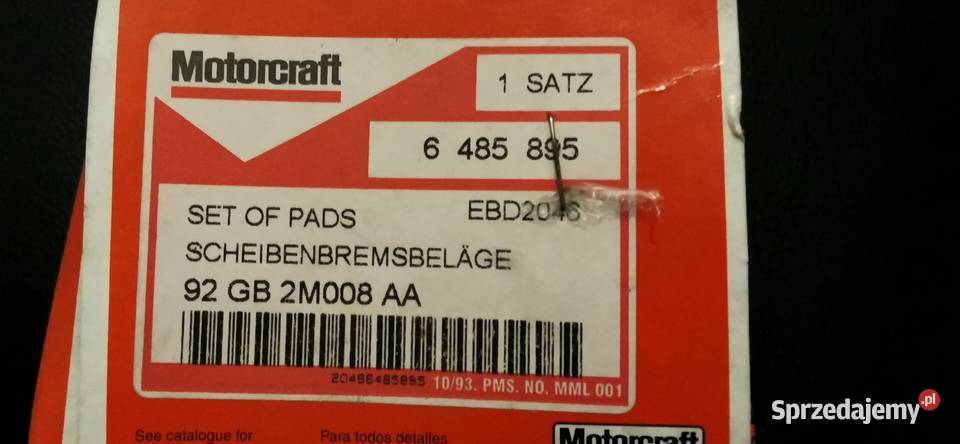 Motorcraft
1 SATZ
6 485 895
SET OF PADS EBD2046
SCHEIBENBREMSBELÄGE
92 GB 2M008 AA
20466485895 10/93. PMS. NO. MML 001
See catalogue for Para todos detalles
Motorcraft
Sprzedajemy.pl